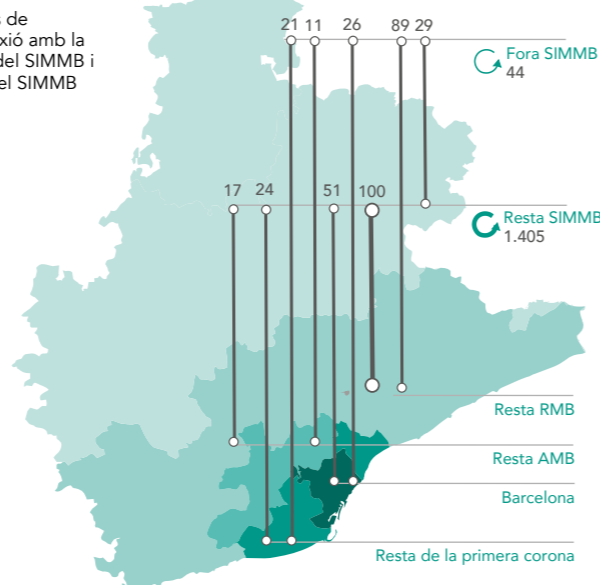 s de
xió amb la
del SIMMB i
el SIMMB
21 11 26 89 29
Fora SIMMB
44
17 24 51 100
Resta SIMMB
1.405
Resta RMB
Resta AMB
Barcelona
Resta de la primera corona